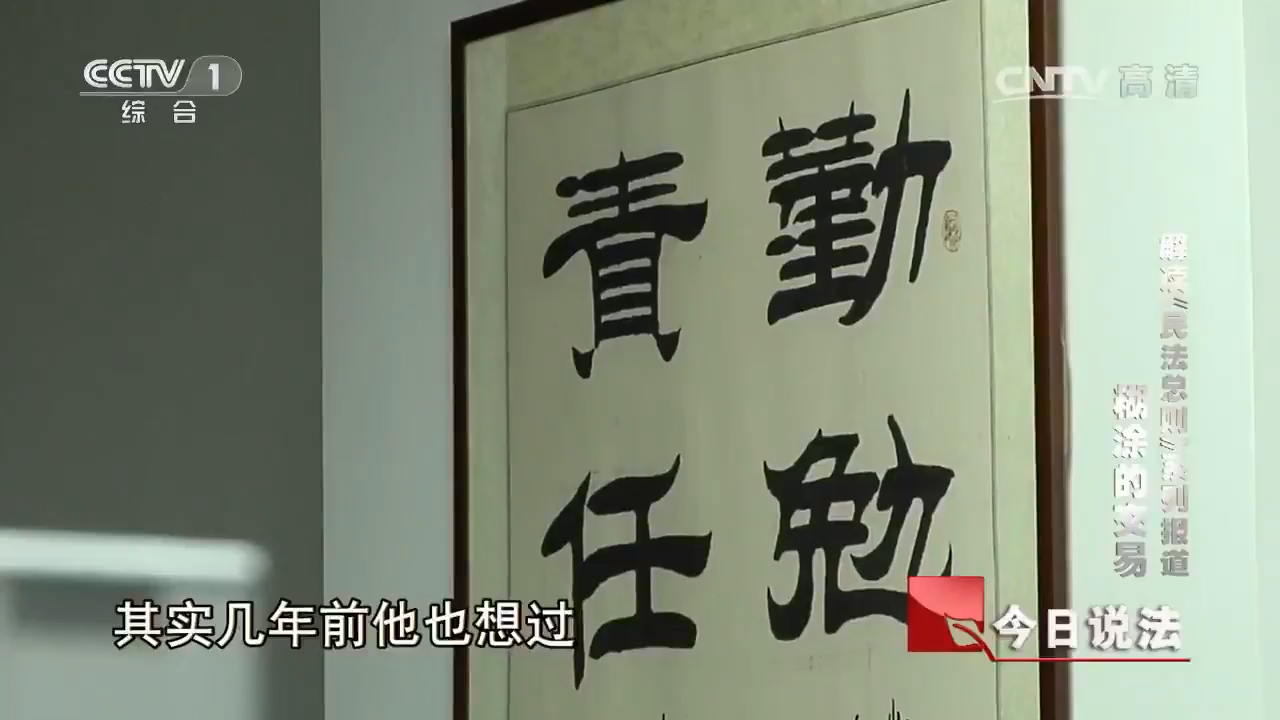 CCTV 1
综合
CNTV 高清
勤勉
責任
解读《民法总则》系列报道
糊涂的交易
其实几年前他也想过
今日说法